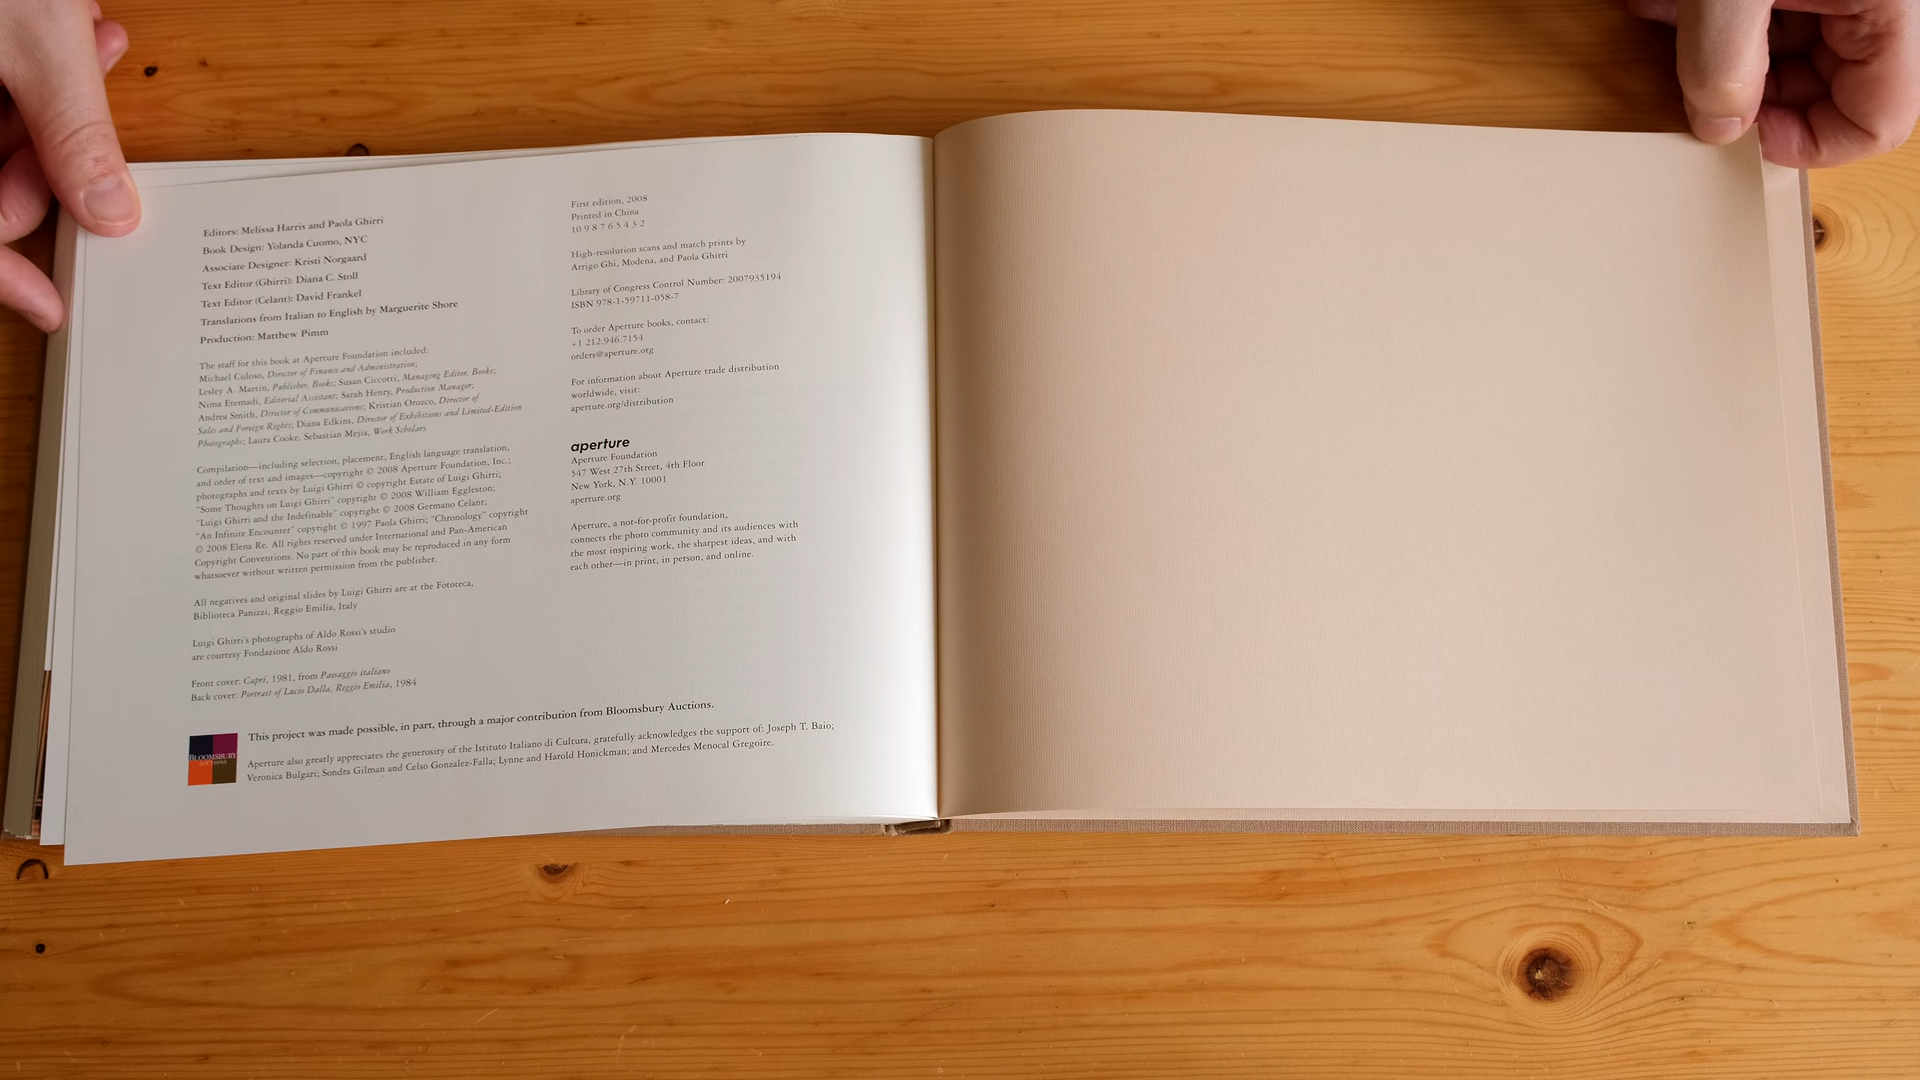 Editors: Melissa Harris and Paola Ghirri
Book Design: Yolanda Cuomo, NYC
Associate Designer: Kristi Norgaard
Text Editor (Ghirri): Diana C. Stoll
Text Editor (Celant): David Frankel
Translations from Italian to English by Marguerite Shore
Production: Matthew Pimm
The staff for this book at Aperture Foundation included:
Michael Culoso, Director of Finance and Administration;
Lesley A. Martin, Publisher, Books; Susan Ciccotti, Managing Editor, Books;
Nima Etemadi, Editorial Assistant; Sarah Henry, Production Manager;
Andrea Smith, Director of Communications; Kristian Orozco, Director of
Sales and Foreign Rights; Diana Edkins, Director of Exhibitions and Limited-Edition
Photographs; Laura Cooke, Sebastian Mejia, Work Scholars
Compilation—including selection, placement, English language translation,
and order of text and images—copyright © 2008 Aperture Foundation, Inc.;
photographs and texts by Luigi Ghirri © copyright Estate of Luigi Ghirri;
"Some Thoughts on Luigi Ghirri" copyright © 2008 William Eggleston;
"Luigi Ghirri and the Indefinable" copyright © 2008 Germano Celant;
"An Infinite Encounter" copyright © 1997 Paola Ghirri; "Chronology" copyright
© 2008 Elena Re. All rights reserved under International and Pan-American
Copyright Conventions. No part of this book may be reproduced in any form
whatsoever without written permission from the publisher.
All negatives and original slides by Luigi Ghirri are at the Fototeca,
Biblioteca Panizzi, Reggio Emilia, Italy
Luigi Ghirri's photographs of Aldo Rossi's studio
are courtesy Fondazione Aldo Rossi
Front cover: Capri, 1981, from Paesaggio italiano
Back cover: Portrait of Lucio Dalla, Reggio Emilia, 1984
First edition, 2008
Printed in China
10 9 8 7 6 5 4 3 2
High-resolution scans and match prints by
Arrigo Ghi, Modena, and Paola Ghirri
Library of Congress Control Number: 2007935194
ISBN 978-1-59711-058-7
To order Aperture books, contact:
+1 212.946.7154
orders@aperture.org
For information about Aperture trade distribution
worldwide, visit:
aperture.org/distribution
aperture
Aperture Foundation
547 West 27th Street, 4th Floor
New York, N.Y. 10001
aperture.org
Aperture, a not-for-profit foundation,
connects the photo community and its audiences with
the most inspiring work, the sharpest ideas, and with
each other—in print, in person, and online.
BLOOMSBURY
AUCTIONS
This project was made possible, in part, through a major contribution from Bloomsbury Auctions.
Aperture also greatly appreciates the generosity of the Istituto Italiano di Cultura, gratefully acknowledges the support of: Joseph T. Baio;
Veronica Bulgari; Sondra Gilman and Celso Gonzalez-Falla; Lynne and Harold Honickman; and Mercedes Menocal Gregoire.